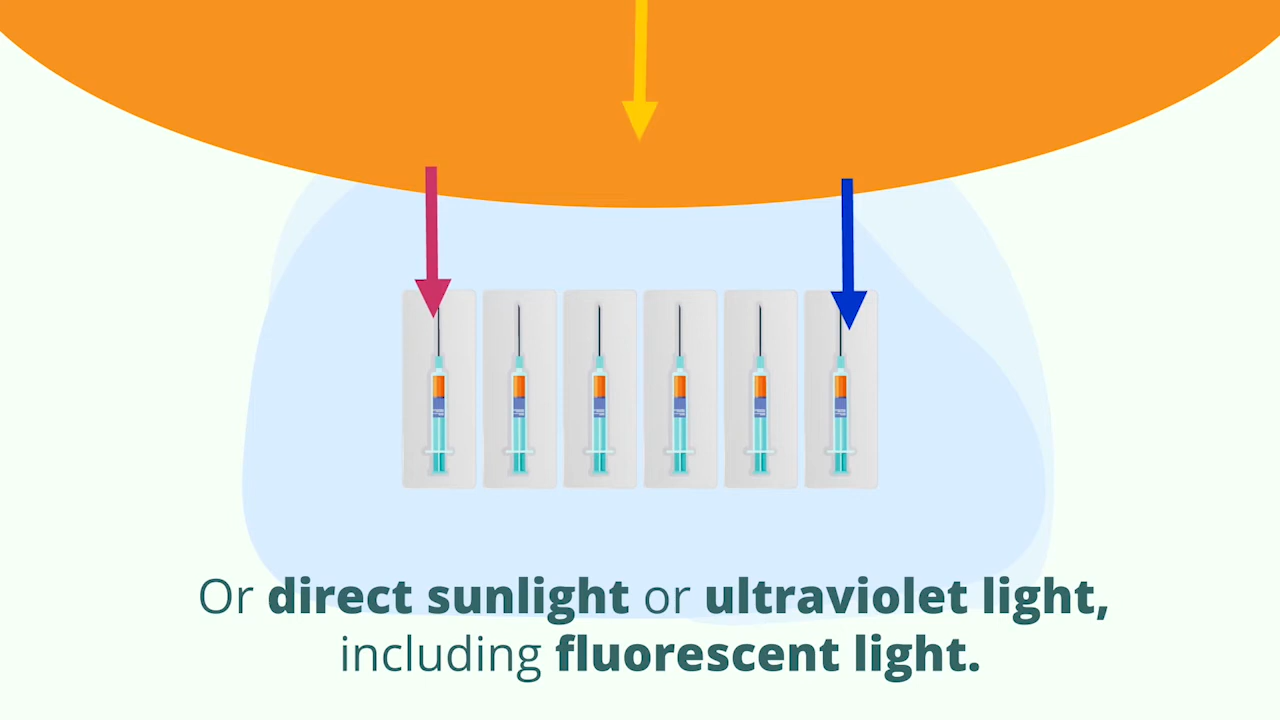 Or direct sunlight or ultraviolet light,
including fluorescent light.